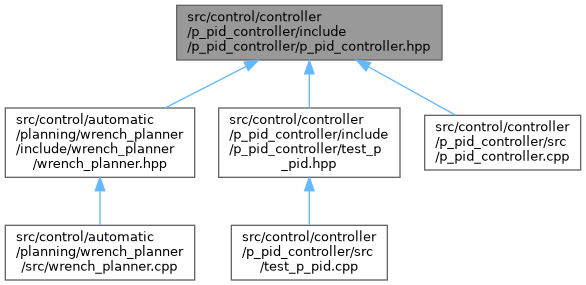 src/control/controller
/p_pid_controller/include
/p_pid_controller/p_pid_controller.hpp
src/control/automatic
/planning/wrench_planner
/include/wrench_planner
/wrench_planner.hpp
src/control/controller
/p_pid_controller/include
/p_pid_controller/test_p
_pid.hpp
src/control/controller
/p_pid_controller/src
/p_pid_controller.cpp
src/control/automatic
/planning/wrench_planner
/src/wrench_planner.cpp
src/control/controller
/p_pid_controller/src
/test_p_pid.cpp